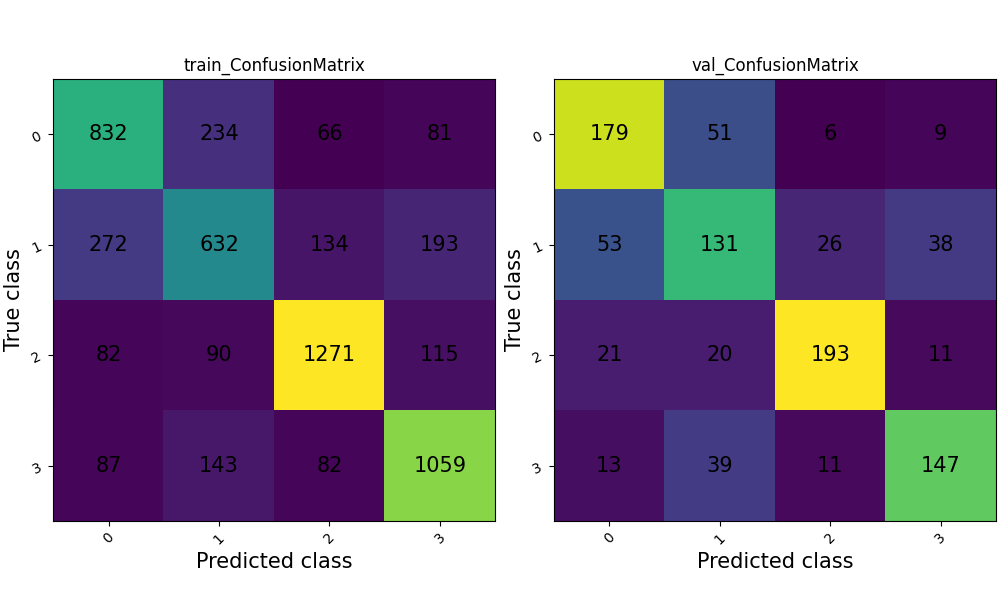 train_ConfusionMatrix
val_ConfusionMatrix
0 832 234 66 81
1 272 632 134 193
2 82 90 1271 115
3 87 143 82 1059
0 1 2 3
True class
Predicted class
0 179 51 6 9
1 53 131 26 38
2 21 20 193 11
3 13 39 11 147
0 1 2 3
True class
Predicted class